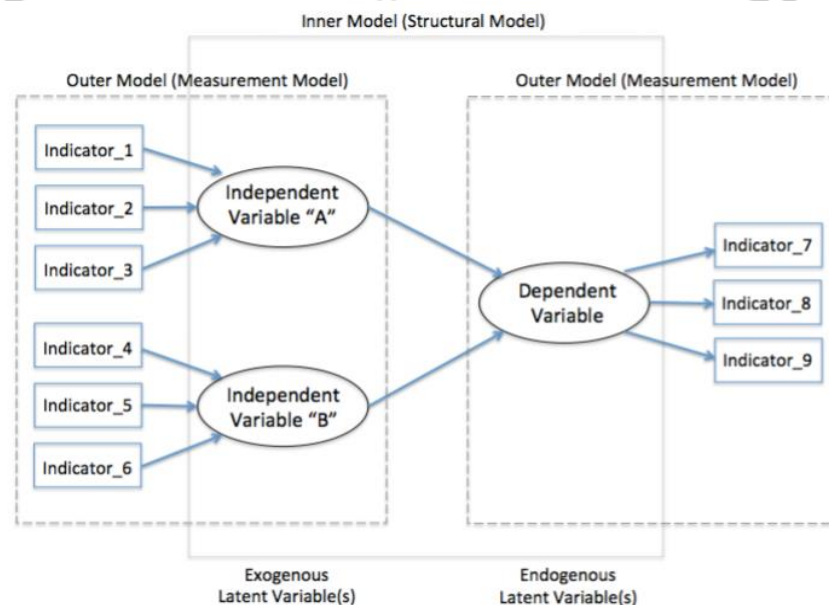 Inner Model (Structural Model)
Outer Model (Measurement Model)
Outer Model (Measurement Model)
Indicator_1
Indicator_2
Indicator_3
Independent
Variable “A”
Indicator_4
Indicator_5
Indicator_6
Independent
Variable “B”
Dependent
Variable
Indicator_7
Indicator_8
Indicator_9
Exogenous
Latent Variable(s)
Endogenous
Latent Variable(s)